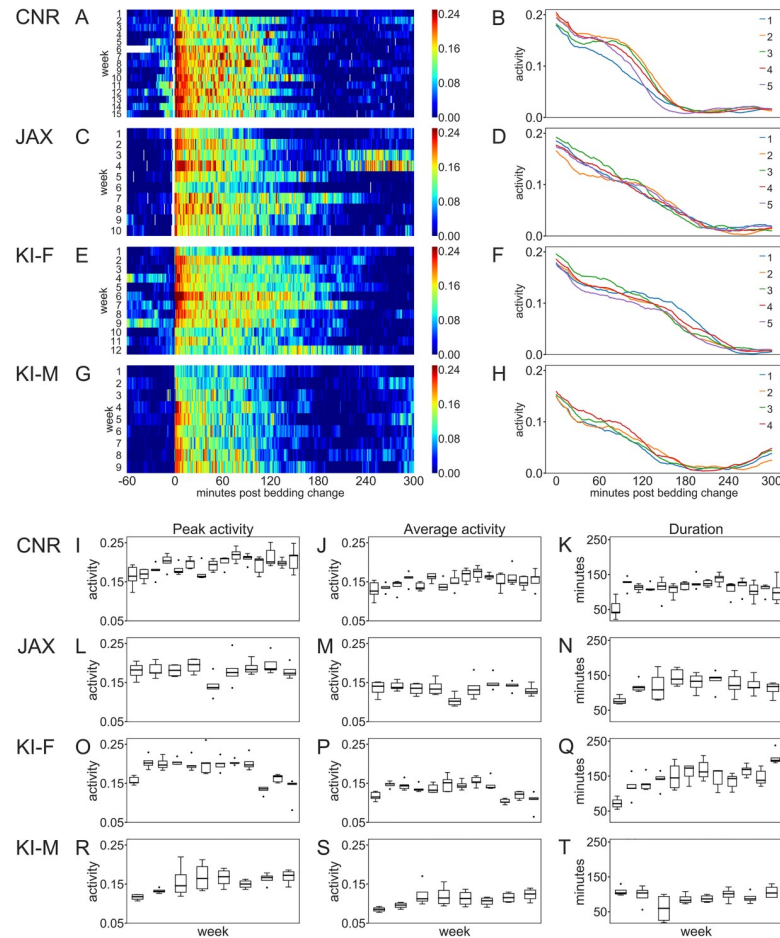 CNR A B
week
1
2
3
4
5
6
7
8
9
10
11
12
13
14
15
0.24
0.16
0.08
0.00
activity
0.2
0.1
0.0
1
2
3
4
5
JAX C D
week
1
2
3
4
5
6
7
8
9
10
0.24
0.16
0.08
0.00
activity
0.2
0.1
0.0
1
2
3
4
5
KI-F E F
week
1
2
3
4
5
6
7
8
9
10
11
12
0.24
0.16
0.08
0.00
activity
0.2
0.1
0.0
1
2
3
4
5
KI-M G H
week
1
2
3
4
5
6
7
8
9
0.24
0.16
0.08
0.00
activity
0.2
0.1
0.0
1
2
3
4
-60 0 60 120 180 240 300
minutes post bedding change
0 60 120 180 240 300
minutes post bedding change
Peak activity Average activity Duration
CNR I J K
activity 0.25 0.15 0.05
activity 0.25 0.15 0.05
minutes 250 150 50
JAX L M N
activity 0.25 0.15 0.05
activity 0.25 0.15 0.05
minutes 250 150 50
KI-F O P Q
activity 0.25 0.15 0.05
activity 0.25 0.15 0.05
minutes 250 150 50
KI-M R S T
activity 0.25 0.15 0.05
activity 0.25 0.15 0.05
minutes 250 150 50
week week week